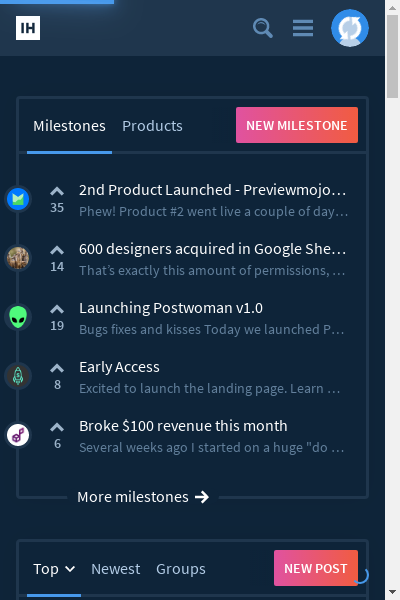 IH
Milestones
Products
NEW MILESTONE
2nd Product Launched - Previewmojo…
35
Phew! Product #2 went live a couple of day…
600 designers acquired in Google She…
14
That's exactly this amount of permissions, …
Launching Postwoman v1.0
19
Bugs fixes and kisses Today we launched P…
Early Access
8
Excited to launch the landing page. Learn …
Broke $100 revenue this month
6
Several weeks ago I started on a huge "do …
More milestones
Top
Newest
Groups
NEW POST